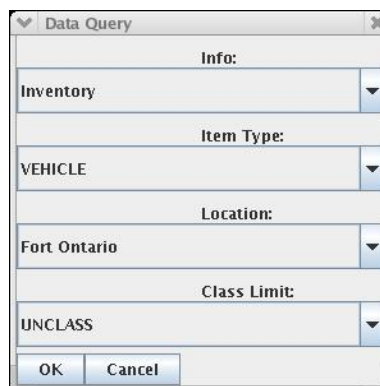 Data Query
Info:
Inventory
Item Type:
VEHICLE
Location:
Fort Ontario
Class Limit:
UNCLASS
OK Cancel